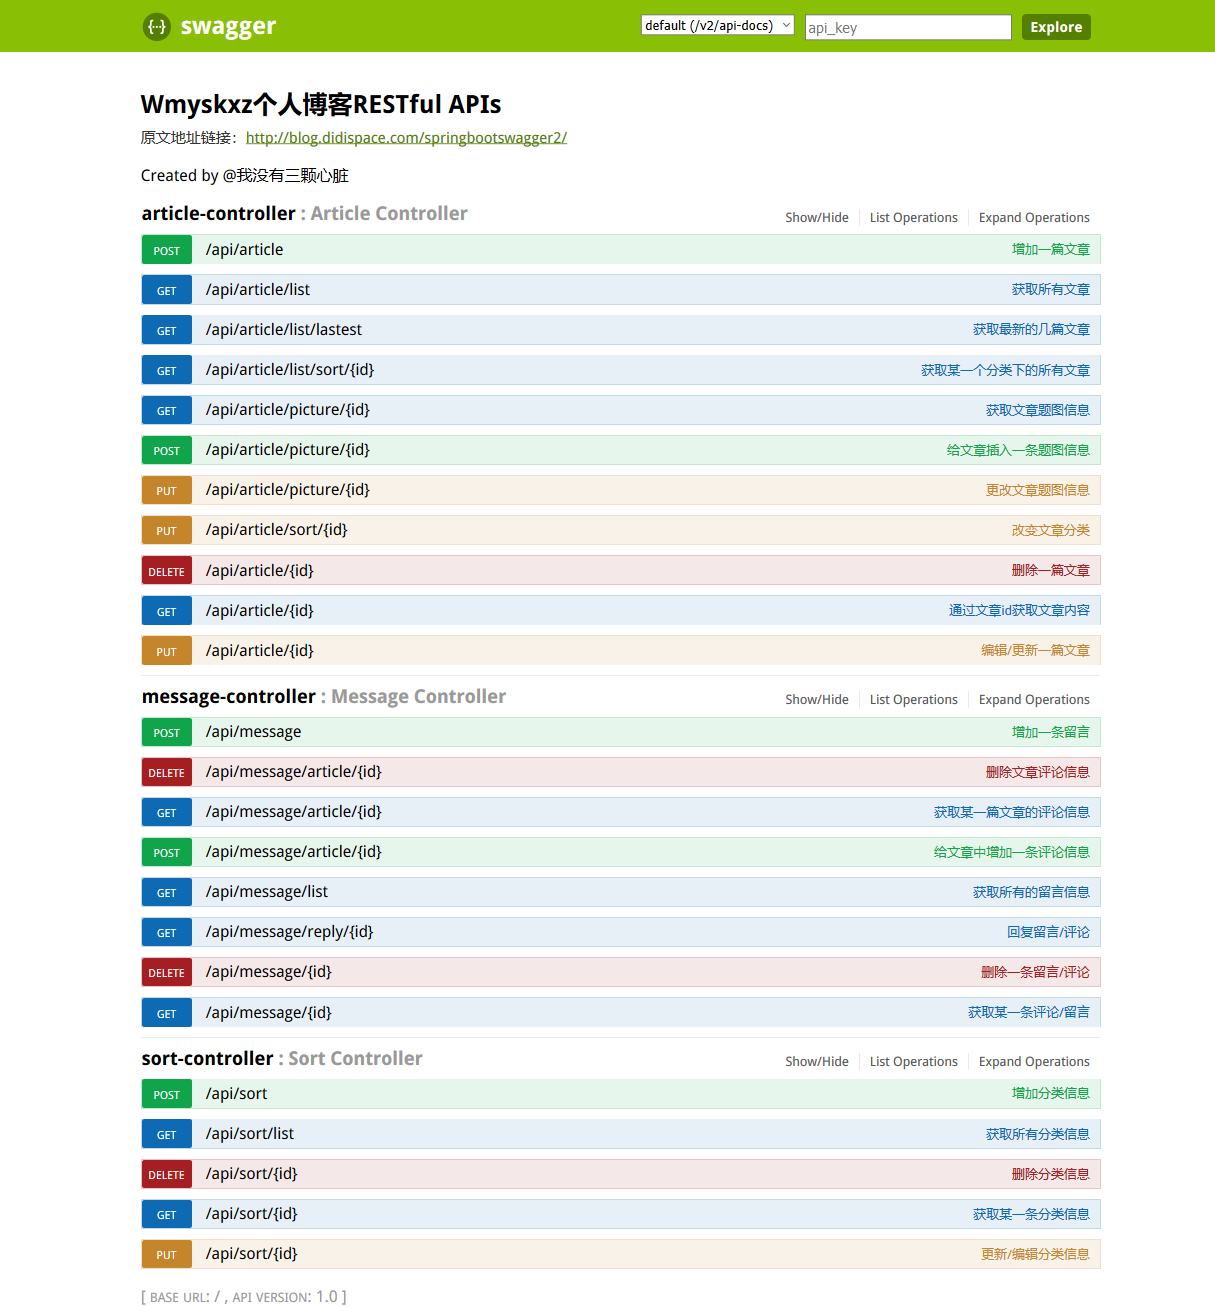 swagger default (/v2/api-docs) api_key Explore
Wmyskxz个人博客RESTful APIs
原文地址链接：http://blog.didispace.com/springbootswagger2/
Created by @我没有三颗心脏
article-controller : Article Controller Show/Hide List Operations Expand Operations
POST /api/article 增加一篇文章
GET /api/article/list 获取所有文章
GET /api/article/list/lastest 获取最新的几篇文章
GET /api/article/list/sort/{id} 获取某一个分类下的所有文章
GET /api/article/picture/{id} 获取文章题图信息
POST /api/article/picture/{id} 给文章插入一条题图信息
PUT /api/article/picture/{id} 更改文章题图信息
PUT /api/article/sort/{id} 改变文章分类
DELETE /api/article/{id} 删除一篇文章
GET /api/article/{id} 通过文章id获取文章内容
PUT /api/article/{id} 编辑/更新一篇文章
message-controller : Message Controller Show/Hide List Operations Expand Operations
POST /api/message 增加一条留言
DELETE /api/message/article/{id} 删除文章评论信息
GET /api/message/article/{id} 获取某一篇文章的评论信息
POST /api/message/article/{id} 给文章中增加一条评论信息
GET /api/message/list 获取所有的留言信息
GET /api/message/reply/{id} 回复留言/评论
DELETE /api/message/{id} 删除一条留言/评论
GET /api/message/{id} 获取某一条评论/留言
sort-controller : Sort Controller Show/Hide List Operations Expand Operations
POST /api/sort 增加分类信息
GET /api/sort/list 获取所有分类信息
DELETE /api/sort/{id} 删除分类信息
GET /api/sort/{id} 获取某一条分类信息
PUT /api/sort/{id} 更新/编辑分类信息
[ BASE URL: / , API VERSION: 1.0 ]